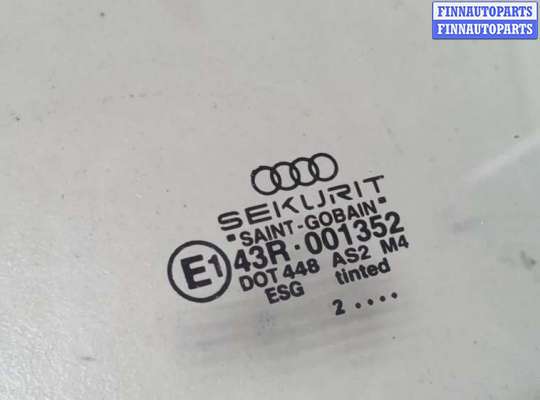 FINNAUTOPARTS
FINNAUTOPARTS
SEKURIT
SAINT-GOBAIN
E1 43R·001352
DOT 448 AS2 M4
ESG tinted
2 ....